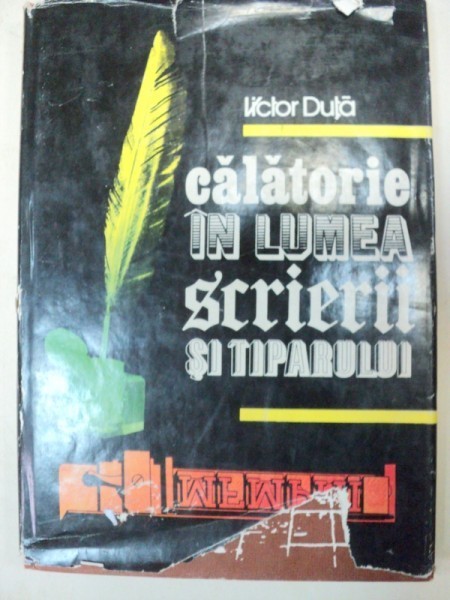 Victor Duţă
călătorie
ÎN LUMEA
scrierii
ŞI TIPARULUI